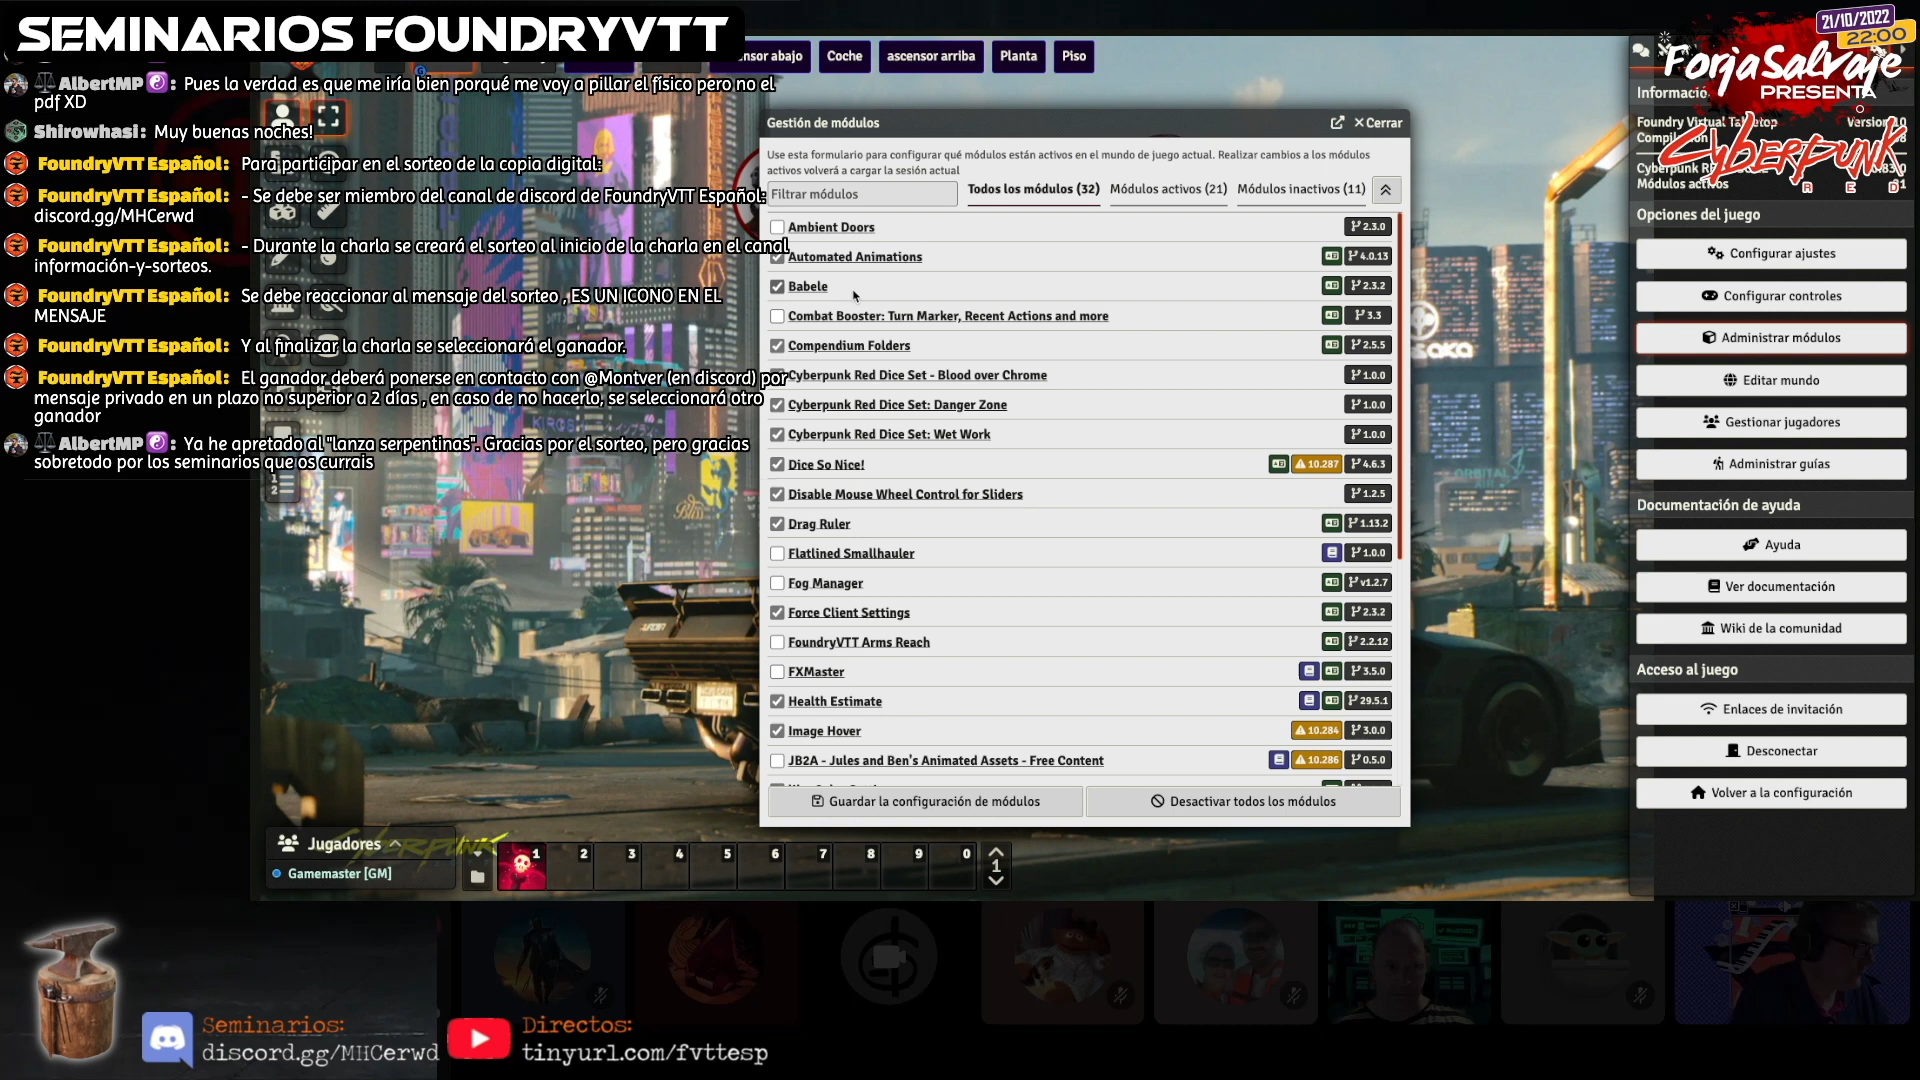 SEMINARIOS FOUNDRYVTT
AlbertMP : Pues la verdad es que me iría bien porqué me voy a pillar el físico pero no el
pdf XD
Shirowhasi: Muy buenas noches!
FoundryVTT Español: Para participar en el sorteo de la copia digital:
FoundryVTT Español: - Se debe ser miembro del canal de discord de FoundryVTT Español:
discord.gg/MHCerwd
FoundryVTT Español: - Durante la charla se creará el sorteo al inicio de la charla en el canal
información-y-sorteos.
FoundryVTT Español: Se debe reaccionar al mensaje del sorteo , ES UN ICONO EN EL
MENSAJE
FoundryVTT Español: Y al finalizar la charla se seleccionará el ganador.
FoundryVTT Español: El ganador deberá ponerse en contacto con @Montver (en discord) por
mensaje privado en un plazo no superior a 2 días , en caso de no hacerlo, se seleccionará otro
ganador
AlbertMP : Ya he apretado al "lanza serpentinas". Gracias por el sorteo, pero gracias
sobretodo por los seminarios que os currais
abajo
Coche
ascensor arriba
Planta
Piso
Gestión de módulos
Cerrar
Use esta formulario para configurar qué módulos están activos en el mundo de juego actual. Realizar cambios a los módulos
activos volverá a cargar la sesión actual
Filtrar módulos
Todos los módulos (32)
Módulos activos (21)
Módulos inactivos (11)
Ambient Doors 2.3.0
Automated Animations 4.0.13
Babele 2.3.2
Combat Booster: Turn Marker, Recent Actions and more 3.3
Compendium Folders 2.5.5
Cyberpunk Red Dice Set - Blood over Chrome 1.0.0
Cyberpunk Red Dice Set: Danger Zone 1.0.0
Cyberpunk Red Dice Set: Wet Work 1.0.0
Dice So Nice! 10.287 4.6.3
Disable Mouse Wheel Control for Sliders 1.2.5
Drag Ruler 1.13.2
Flatlined Smallhauler 1.0.0
Fog Manager v1.2.7
Force Client Settings 2.3.2
FoundryVTT Arms Reach 2.2.12
FXMaster 3.5.0
Health Estimate 29.5.1
Image Hover 10.284 3.0.0
JB2A - Jules and Ben's Animated Assets - Free Content 10.286 0.5.0
Guardar la configuración de módulos
Desactivar todos los módulos
21/10/2022
22:00
ForjaSalvaje
PRESENTA
Cyberpunk
RED
Foundry Virtual Tabletop
Módulos activos
Opciones del juego
Configurar ajustes
Configurar controles
Administrar módulos
Editar mundo
Gestionar jugadores
Administrar guías
Documentación de ayuda
Ayuda
Ver documentación
Wiki de la comunidad
Acceso al juego
Enlaces de invitación
Desconectar
Volver a la configuración
Jugadores
Gamemaster [GM]
1 2 3 4 5 6 7 8 9 0
1
Seminarios:
discord.gg/MHCerwd
Directos:
tinyurl.com/fvttesp